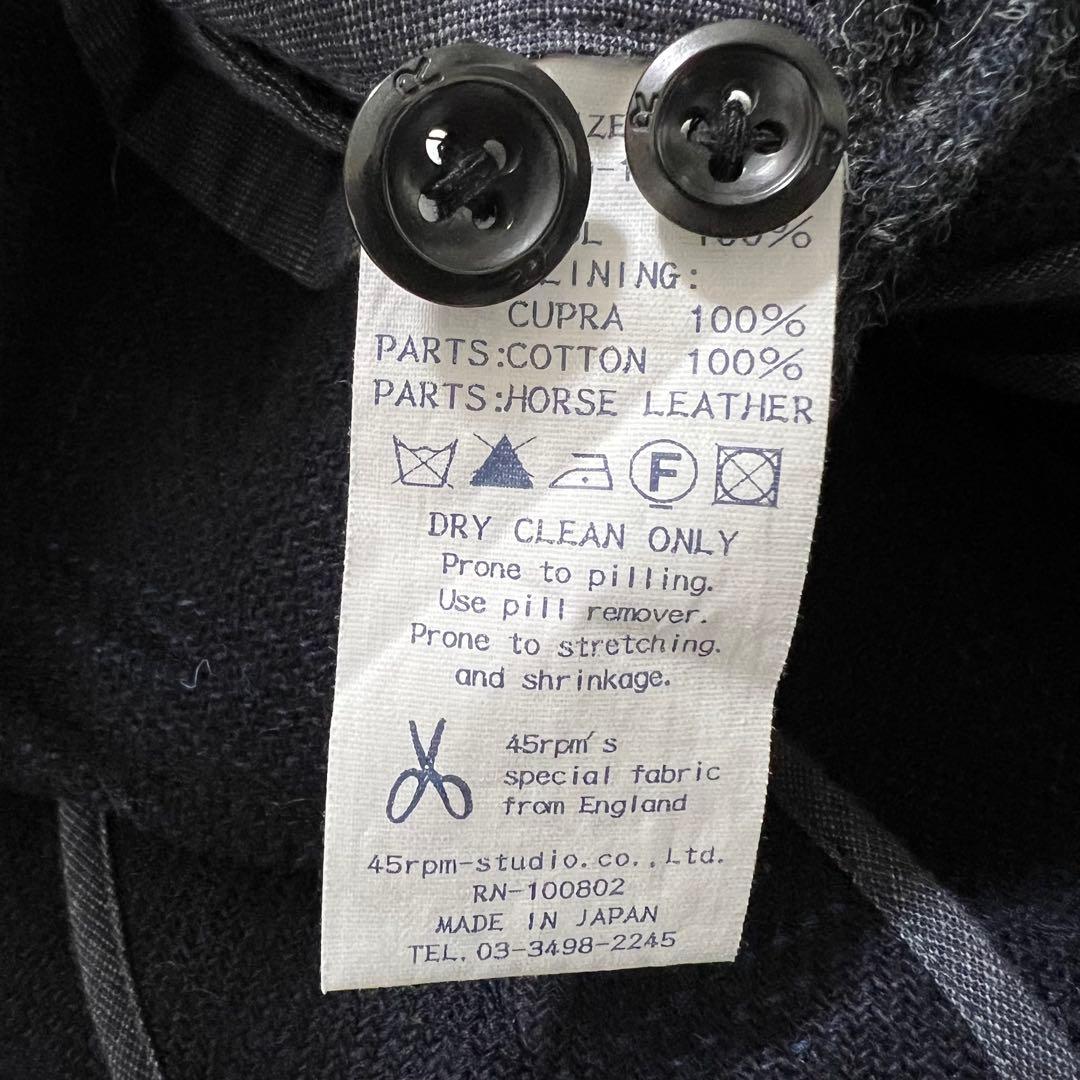 R
R
R
100%
LINING:
CUPRA 100%
PARTS:COTTON 100%
PARTS:HORSE LEATHER
F
DRY CLEAN ONLY
Prone to pilling.
Use pill remover.
Prone to stretching.
and shrinkage.
45rpm's
special fabric
from England
45rpm-studio.co.,Ltd.
RN-100802
MADE IN JAPAN
TEL.03-3498-2245